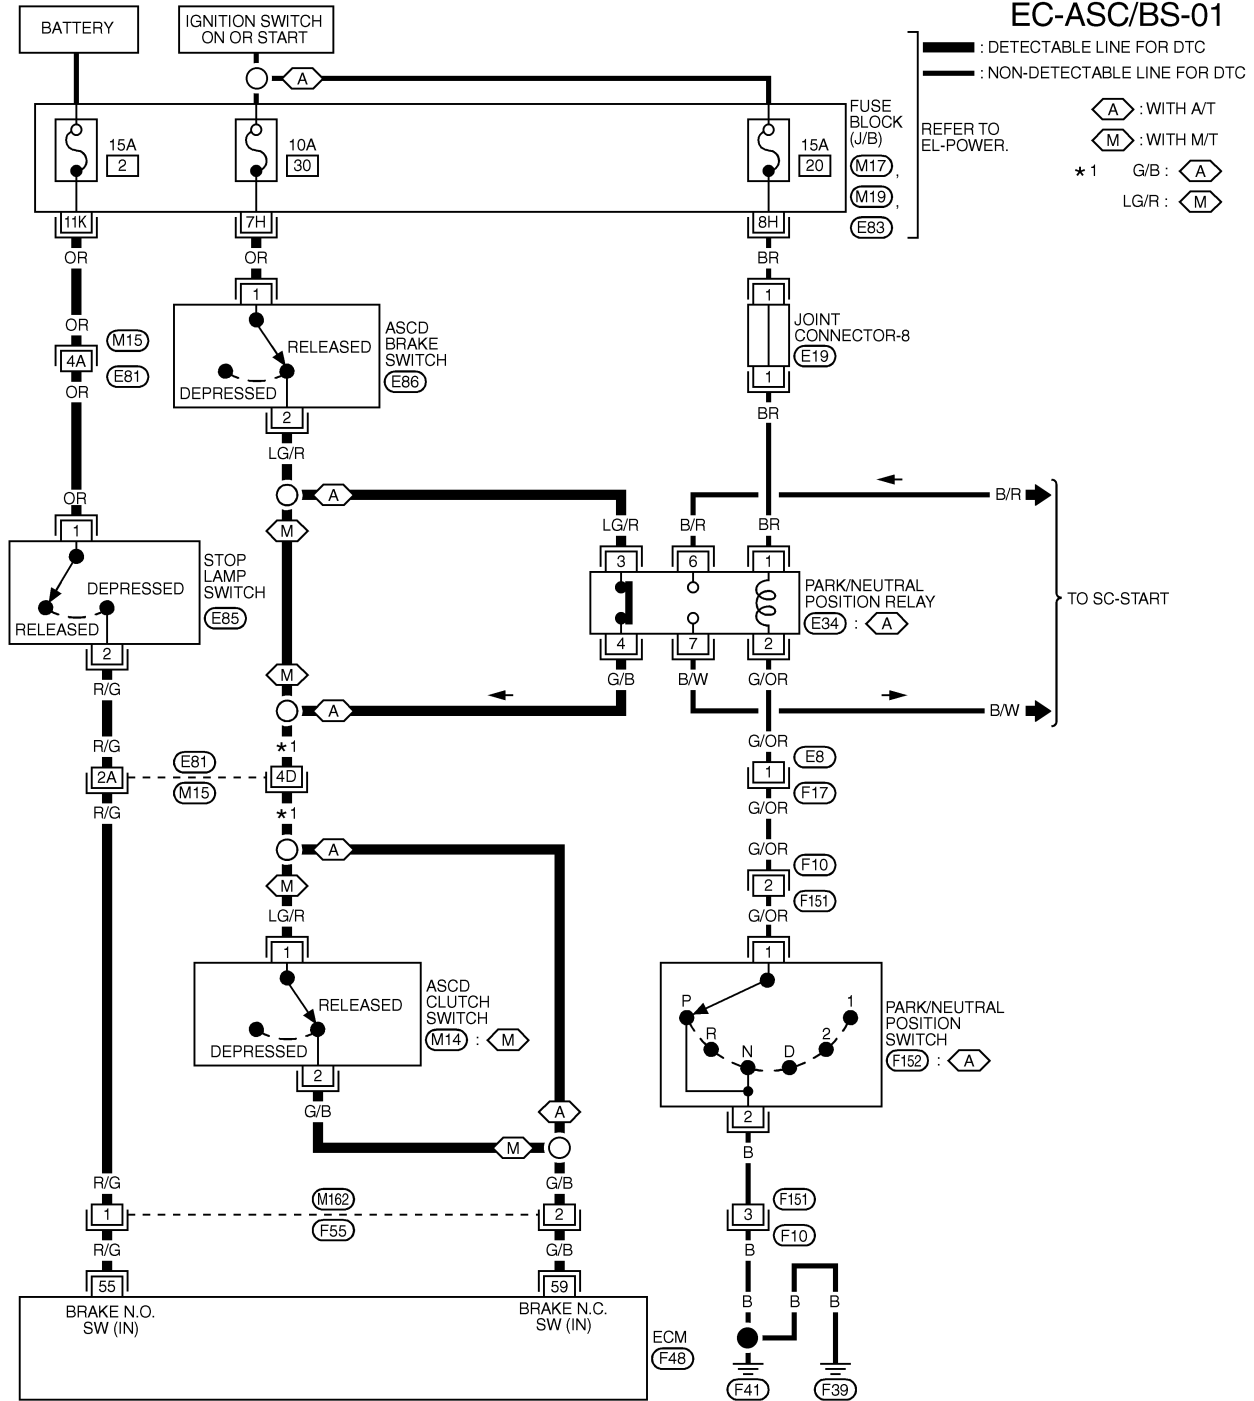 EC-ASC/BS-01
BATTERY
IGNITION SWITCH
ON OR START
: DETECTABLE LINE FOR DTC
: NON-DETECTABLE LINE FOR DTC
A : WITH A/T
M : WITH M/T
*1 G/B : A
LG/R : M
A
15A
2
10A
30
15A
20
FUSE
BLOCK
(J/B)
M17 ,
M19 ,
E83
REFER TO
EL-POWER.
11K
7H
8H
OR
OR
BR
OR
M15
4A
E81
OR
OR
1
RELEASED
DEPRESSED
2
ASCD
BRAKE
SWITCH
E86
LG/R
1
JOINT
CONNECTOR-8
E19
1
BR
A
M
B/R
LG/R
B/R
BR
1
DEPRESSED
RELEASED
2
STOP
LAMP
SWITCH
E85
3
6
1
PARK/NEUTRAL
POSITION RELAY
E34 : A
4
7
2
TO SC-START
R/G
M
G/B
B/W
G/OR
A
B/W
R/G
*1
G/OR
2A
E81
M15
4D
1
E8
F17
R/G
*1
G/OR
A
M
G/OR
F10
2
F151
LG/R
G/OR
1
RELEASED
DEPRESSED
2
ASCD
CLUTCH
SWITCH
M14 : M
1
P
R
N
D
2
1
2
PARK/NEUTRAL
POSITION
SWITCH
F152 : A
G/B
A
M
B
R/G
G/B
1
M162
F55
2
3
F151
F10
R/G
G/B
B
55
59
BRAKE N.O.
SW (IN)
BRAKE N.C.
SW (IN)
ECM
F48
B
B
B
F41
F39